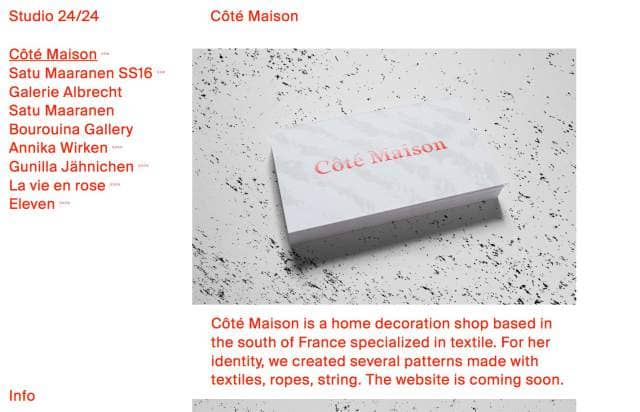 Studio 24/24
Côté Maison
Côté Maison
Satu Maaranen SS16
Galerie Albrecht
Satu Maaranen
Bourouina Gallery
Annika Wirken
Gunilla Jähnichen
La vie en rose
Eleven
Côté Maison
Côté Maison is a home decoration shop based in
the south of France specialized in textile. For her
identity, we created several patterns made with
textiles, ropes, string. The website is coming soon.
Info